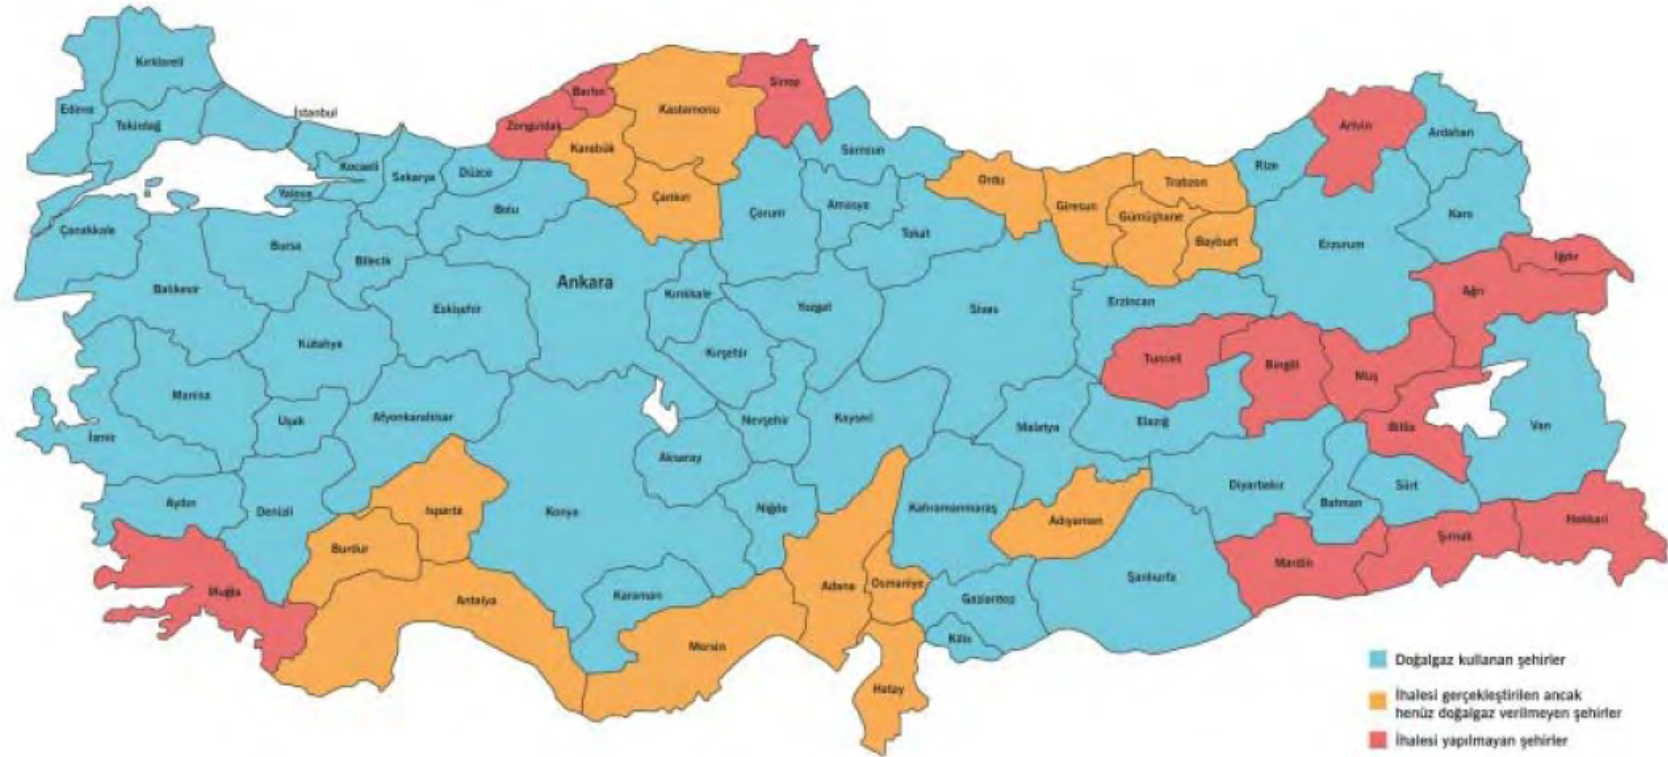 Kırklareli
Edirne
Tekirdağ
İstanbul
Kocaeli
Yalova
Sakarya
Düzce
Zonguldak
Bartın
Karabük
Kastamonu
Sinop
Çankırı
Bolu
Samsun
Amasya
Çorum
Tokat
Ordu
Giresun
Trabzon
Gümüşhane
Bayburt
Rize
Artvin
Ardahan
Kars
Erzurum
Iğdır
Ağrı
Çanakkale
Balıkesir
Bursa
Bilecik
Eskişehir
Ankara
Kırıkkale
Yozgat
Sivas
Erzincan
Kütahya
Kırşehir
Tunceli
Bingöl
Muş
Bitlis
Van
Manisa
Uşak
Afyonkarahisar
İzmir
Nevşehir
Kayseri
Malatya
Elazığ
Aksaray
Aydın
Denizli
Isparta
Burdur
Konya
Niğde
Kahramanmaraş
Adıyaman
Diyarbakır
Batman
Siirt
Şırnak
Hakkari
Mardin
Şanlıurfa
Muğla
Antalya
Karaman
Mersin
Adana
Osmaniye
Gaziantep
Kilis
Hatay
Doğalgaz kullanan şehirler
İhalesi gerçekleştirilen ancak
henüz doğalgaz verilmeyen şehirler
İhalesi yapılmayan şehirler